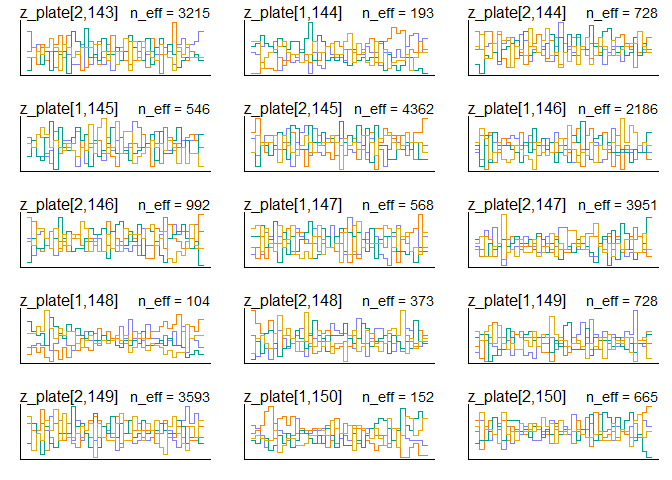 z_plate[2,143] n_eff = 3215 z_plate[1,144] n_eff = 193 z_plate[2,144] n_eff = 728
z_plate[1,145] n_eff = 546 z_plate[2,145] n_eff = 4362 z_plate[1,146] n_eff = 2186
z_plate[2,146] n_eff = 992 z_plate[1,147] n_eff = 568 z_plate[2,147] n_eff = 3951
z_plate[1,148] n_eff = 104 z_plate[2,148] n_eff = 373 z_plate[1,149] n_eff = 728
z_plate[2,149] n_eff = 3593 z_plate[1,150] n_eff = 152 z_plate[2,150] n_eff = 665